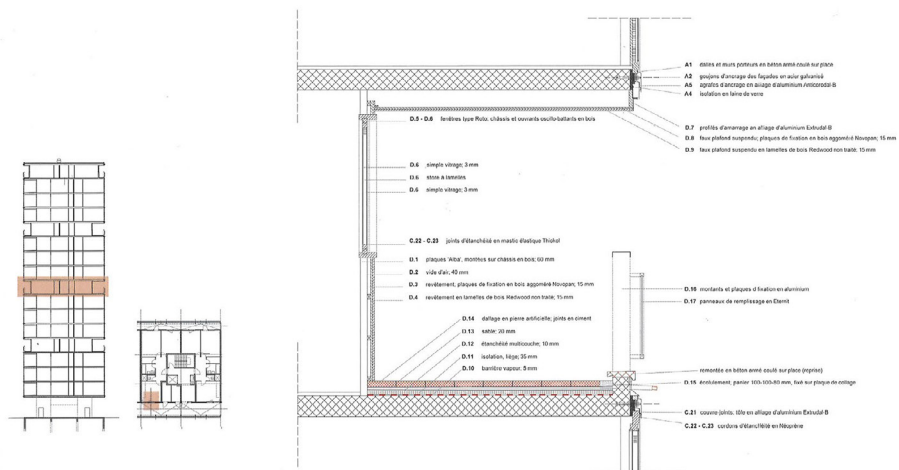 A1 dalles et murs porteurs en béton armé coulé sur place
A2 goujons d'ancrage des façades en acier galvanisé
A5 agrafes d'ancrage en alliage d'aluminium Anticorodal-B
A4 isolation en laine de verre
D.5 - D.6 fenêtres type Ruto, châssis et ouvrants oscillo-battants en bois
D.7 profilés d'amarrage en alliage d'aluminium Extrudal-B
D.8 faux plafond suspendu, plaques de fixation en bois aggoméré Novopan; 15 mm
D.9 faux plafond suspendu en lamelles de bois Redwood non traité; 15 mm
D.6 simple vitrage; 3 mm
D.6 store à lamelles
D.6 simple vitrage; 3 mm
C.22 - C.23 joints d'étanchéité en mastic élastique Thiokol
D.1 plaques 'Alba', monthus sur châssis en bois; 60 mm
D.2 vide d'air, 40 mm
D.3 revêtement, plaques de fixation en bois aggoméré Novopan; 15 mm
D.4 revêtement en lamelles de bois Redwood non traité; 15 mm
D.16 montants et plaques d fixation en aluminium
D.17 panneaux de remplissage en Eternit
D.14 dallage en pierre artificielle; joints en ciment
D.13 sable; 20 mm
D.12 étanchéité multicouche; 10 mm
D.11 isolation, liège; 35 mm
D.10 barrière vapeur, 5 mm
remontée en béton armé coulé sur place (reprise)
D.15 écoulement, panier 100-100-80 mm, fixé sur plaque de collage
C.21 couvre-joints, tôle en alliage d'aluminium Extrudal-B
C.22 - C.23 cordons d'étanchéité en Néoprène